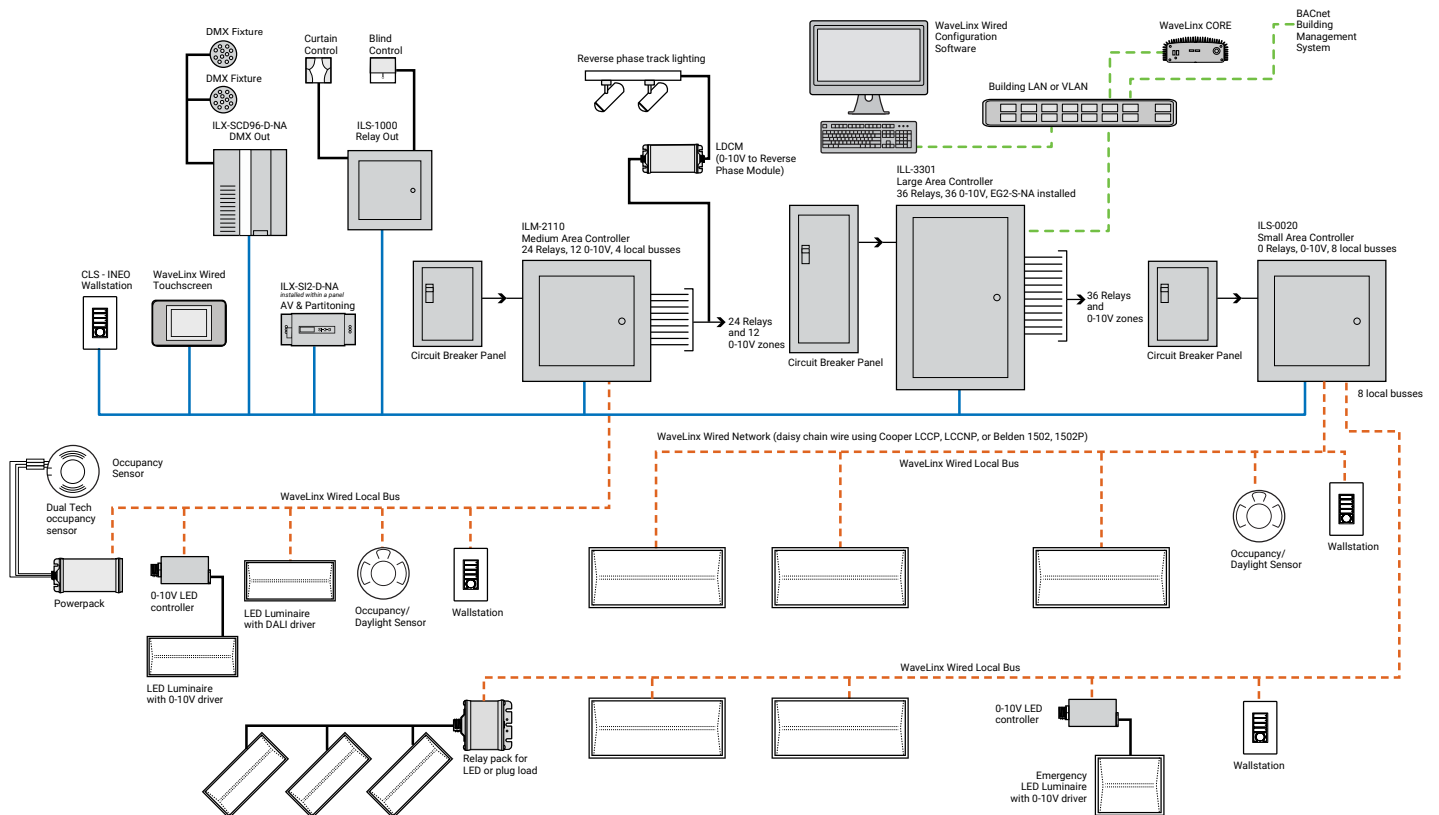 DMX Fixture
DMX Fixture
ILX-SCD96-D-NA
DMX Out
Curtain
Control
Blind
Control
ILS-1000
Relay Out
Reverse phase track lighting
LDCM
(0-10V to Reverse
Phase Module)
WaveLinx Wired
Configuration
Software
WaveLinx CORE
BACnet
Building
Management
System
Building LAN or VLAN
ILL-3301
Large Area Controller
36 Relays, 36 0-10V, EG2-S-NA installed
ILM-2110
Medium Area Controller
24 Relays, 12 0-10V, 4 local busses
ILS-0020
Small Area Controller
0 Relays, 0-10V, 8 local busses
CLS - INEO
Wallstation
WaveLinx Wired
Touchscreen
ILX-SI2-D-NA
installed within a panel
AV & Partitoning
Circuit Breaker Panel
24 Relays
and 12
0-10V zones
Circuit Breaker Panel
36 Relays
and
0-10V zones
Circuit Breaker Panel
8 local busses
WaveLinx Wired Network (daisy chain wire using Cooper LCCP, LCCNP, or Belden 1502, 1502P)
WaveLinx Wired Local Bus
Occupancy
Sensor
Dual Tech
occupancy
sensor
WaveLinx Wired Local Bus
Powerpack
0-10V LED
controller
LED Luminaire
with DALI driver
Occupancy/
Daylight Sensor
Wallstation
Occupancy/
Daylight Sensor
Wallstation
LED Luminaire
with 0-10V driver
WaveLinx Wired Local Bus
Relay pack for
LED or plug load
0-10V LED
controller
Emergency
LED Luminaire
with 0-10V driver
Wallstation